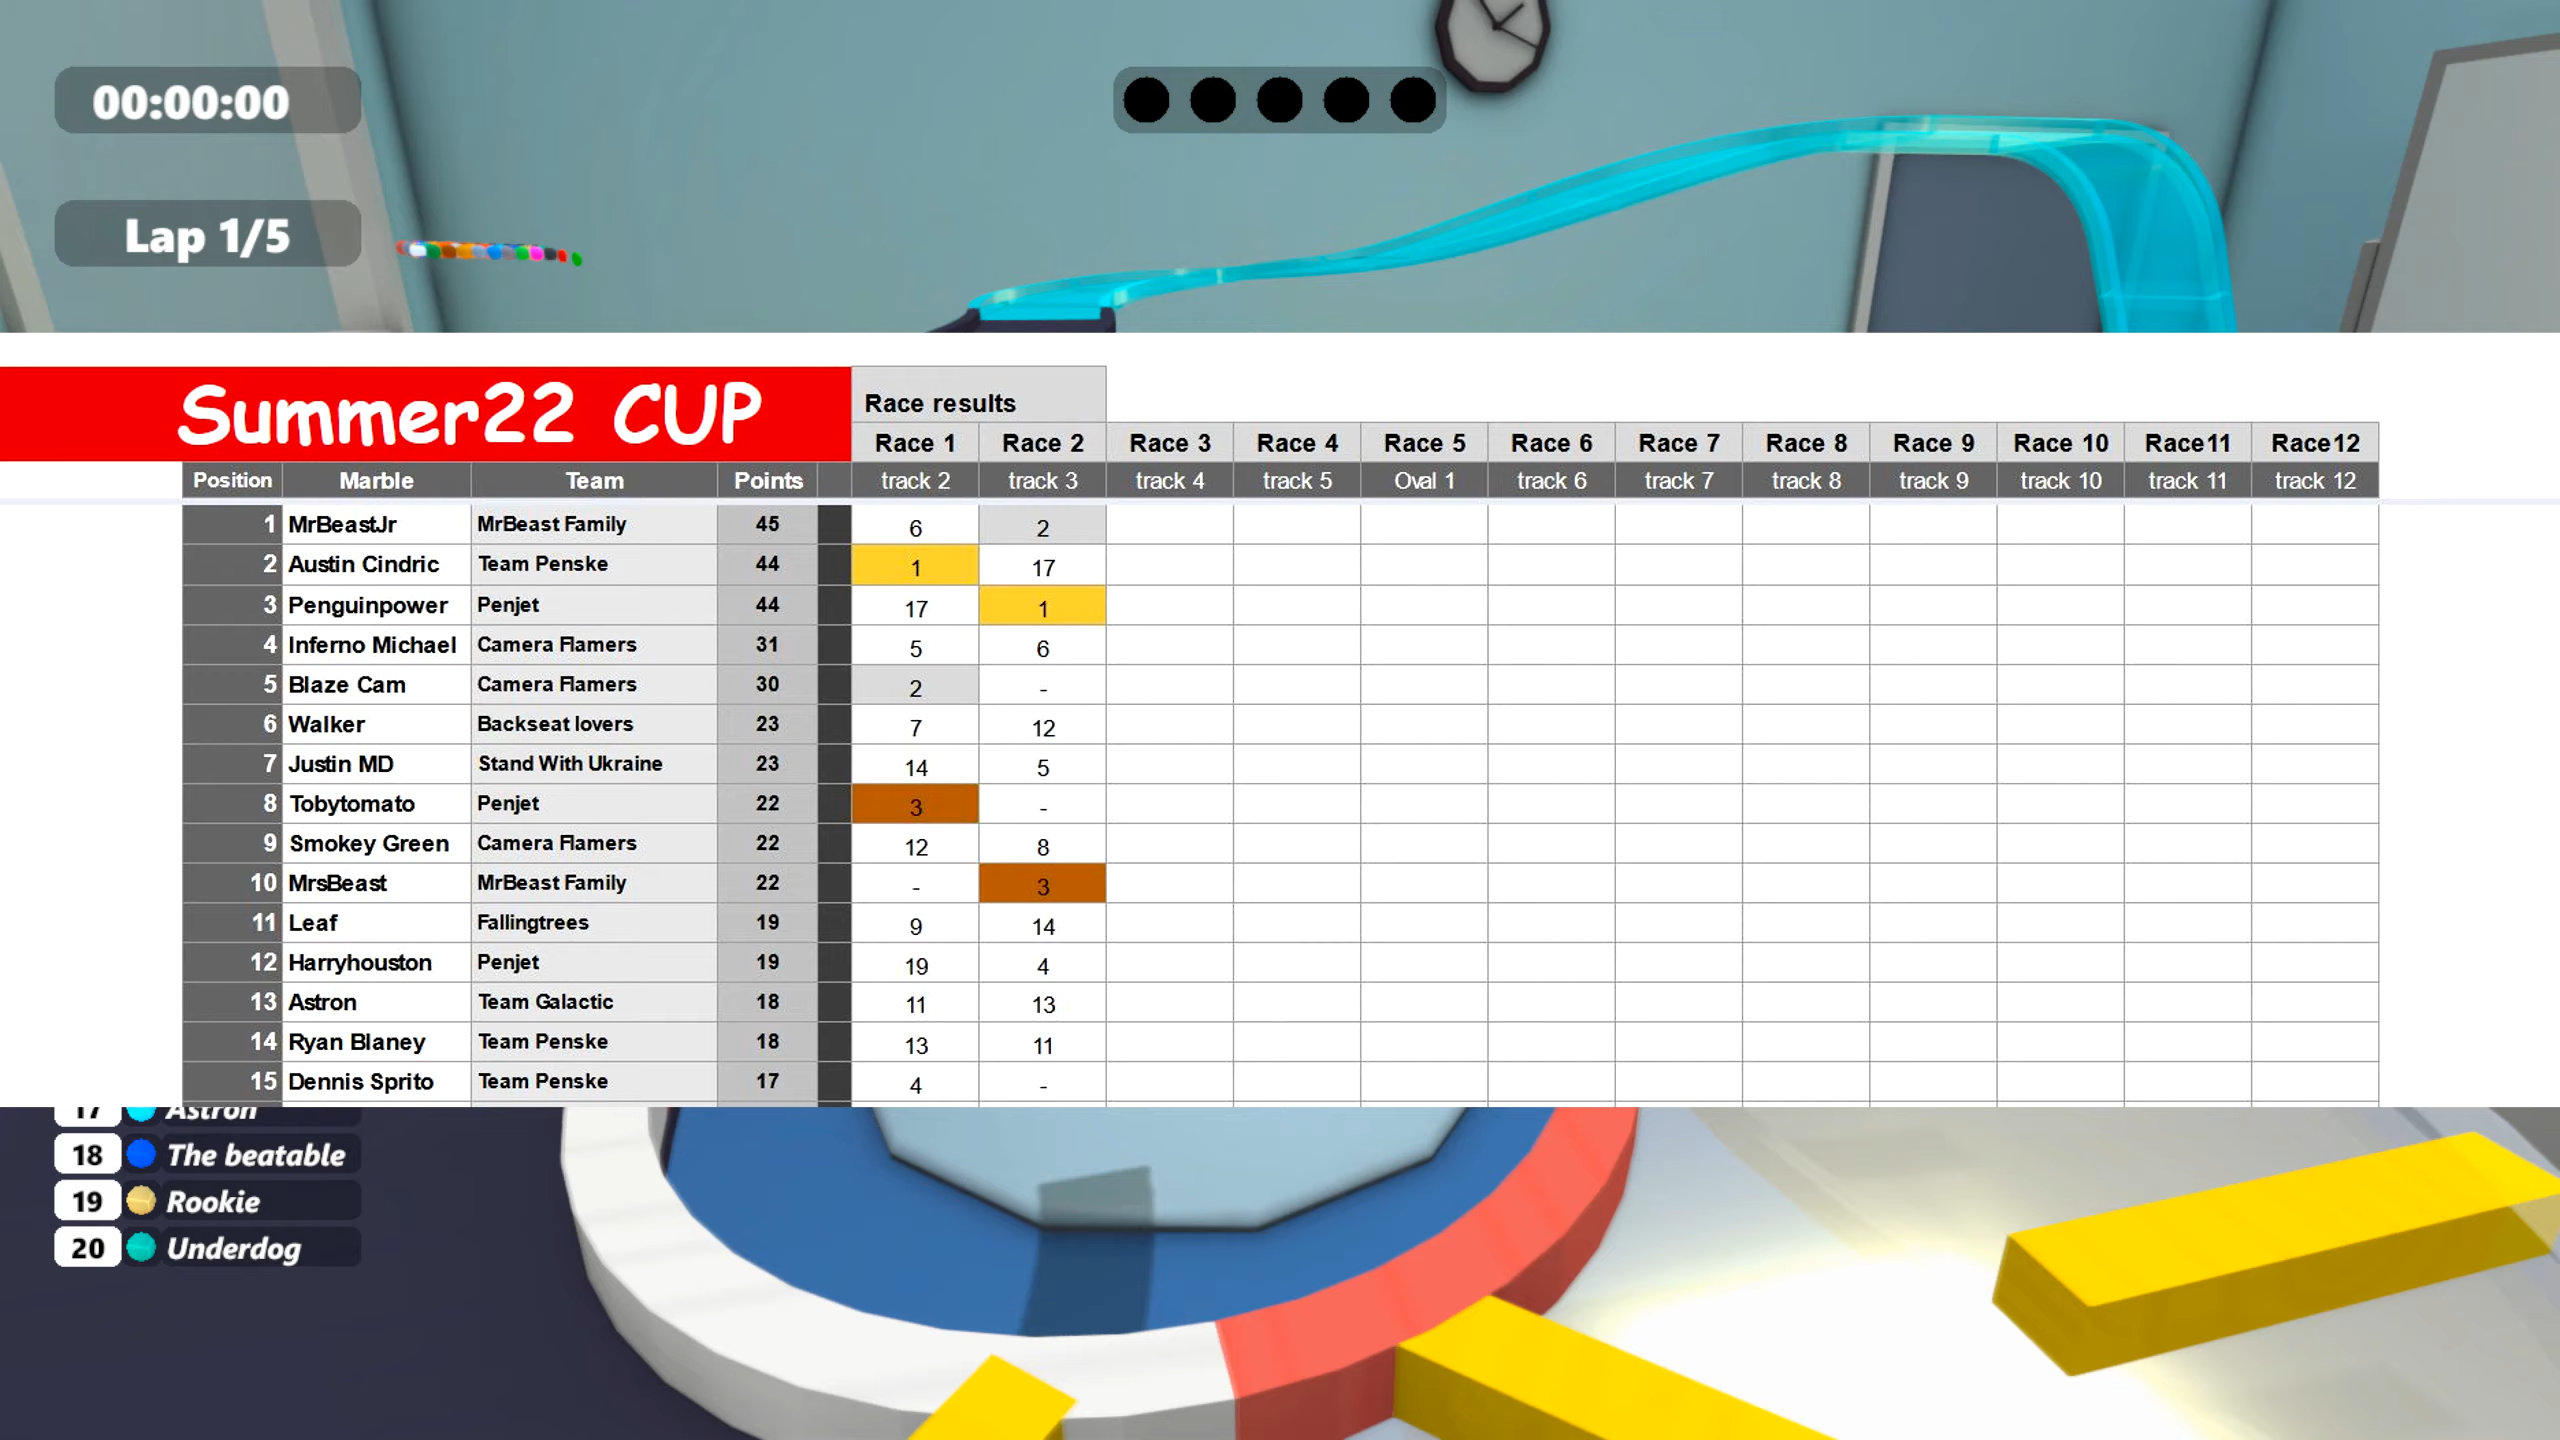 00:00:00
Lap 1/5
Summer22 CUP
Race results
Race 1 Race 2 Race 3 Race 4 Race 5 Race 6 Race 7 Race 8 Race 9 Race 10 Race11 Race12
Position Marble Team Points track 2 track 3 track 4 track 5 Oval 1 track 6 track 7 track 8 track 9 track 10 track 11 track 12
1 MrBeastJr MrBeast Family 45 6 2
2 Austin Cindric Team Penske 44 1 17
3 Penguinpower Penjet 44 17 1
4 Inferno Michael Camera Flamers 31 5 6
5 Blaze Cam Camera Flamers 30 2 -
6 Walker Backseat lovers 23 7 12
7 Justin MD Stand With Ukraine 23 14 5
8 Tobytomato Penjet 22 3 -
9 Smokey Green Camera Flamers 22 12 8
10 MrsBeast MrBeast Family 22 - 3
11 Leaf Fallingtrees 19 9 14
12 Harryhouston Penjet 19 19 4
13 Astron Team Galactic 18 11 13
14 Ryan Blaney Team Penske 18 13 11
15 Dennis Sprito Team Penske 17 4 -
17 Astron
18 The beatable
19 Rookie
20 Underdog